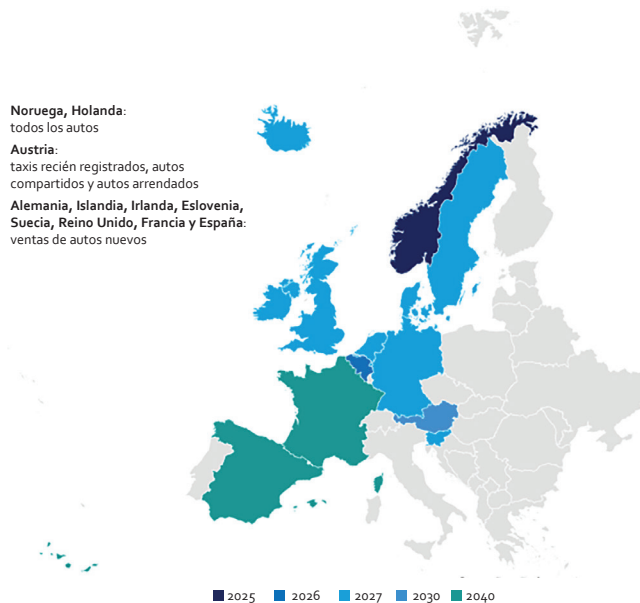 Noruega, Holanda:
todos los autos
Austria:
taxis recién registrados, autos
compartidos y autos arrendados
Alemania, Islandia, Irlanda, Eslovenia,
Suecia, Reino Unido, Francia y España:
ventas de autos nuevos
2025 2026 2027 2030 2040